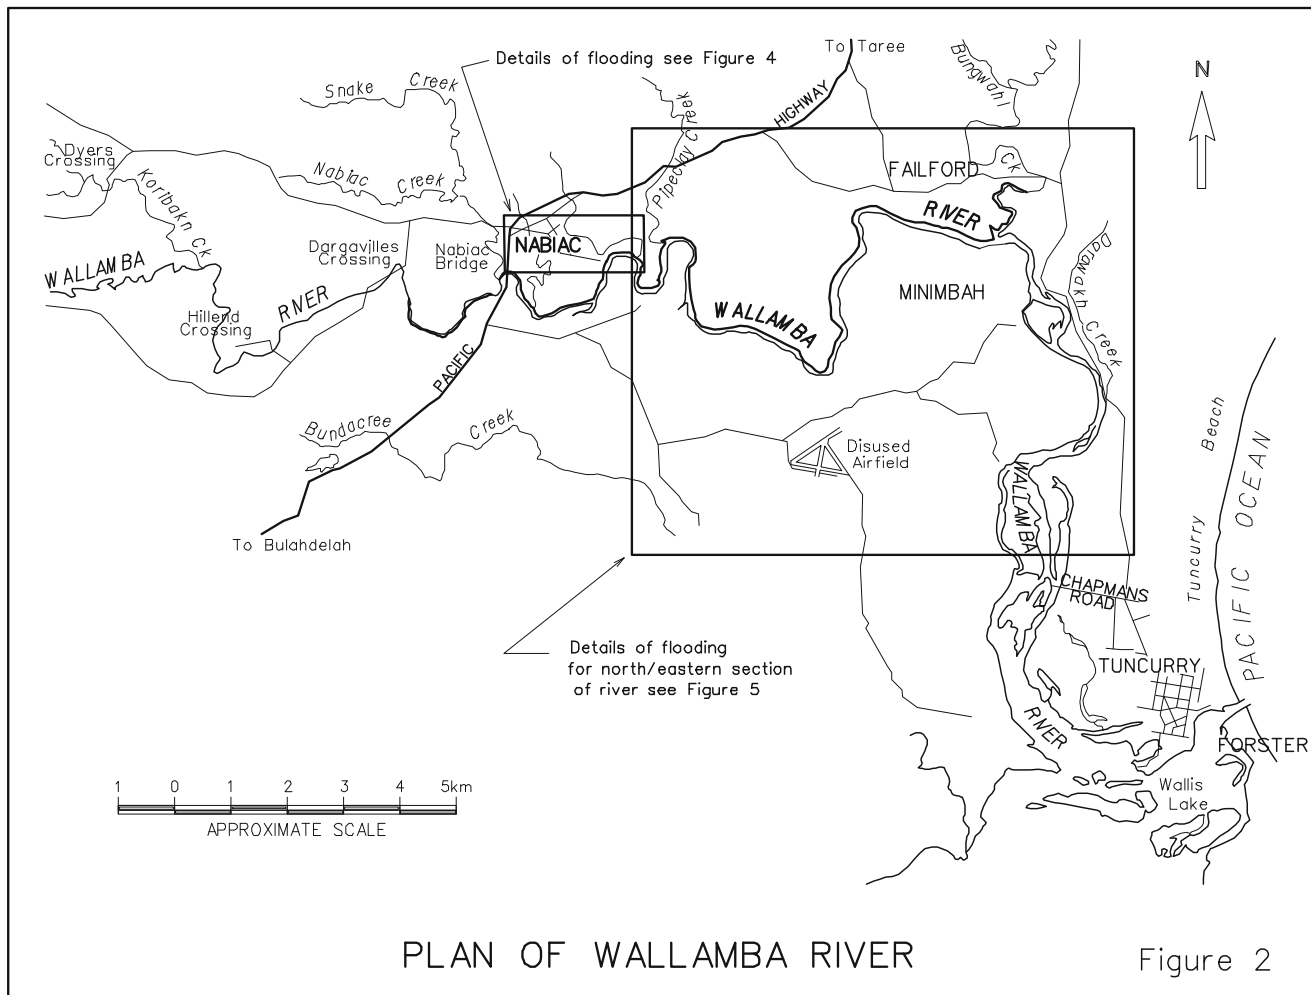 To Taree
Details of flooding see Figure 4
Bungwahl
Ck
N
Snake Creek
HIGHWAY
Pipeclay Creek
Dyers
Crossing
Koribakn Ck
Nabiac Creek
FAILFORD
RIVER
Dargavilles
Crossing
Nabiac
Bridge
NABIAC
Darawakh Creek
WALLAMBA
RIVER
MINIMBAH
Hillend
Crossing
WALLAMBA
PACIFIC
Bundacree Creek
Disused
Airfield
Tuncurry Beach
PACIFIC OCEAN
WALLAMBA
To Bulahdelah
CHAPMANS
ROAD
Details of flooding
for north/eastern section
of river see Figure 5
TUNCURRY
RIVER
FORSTER
Wallis
Lake
1 0 1 2 3 4 5km
APPROXIMATE SCALE
PLAN OF WALLAMBA RIVER
Figure 2